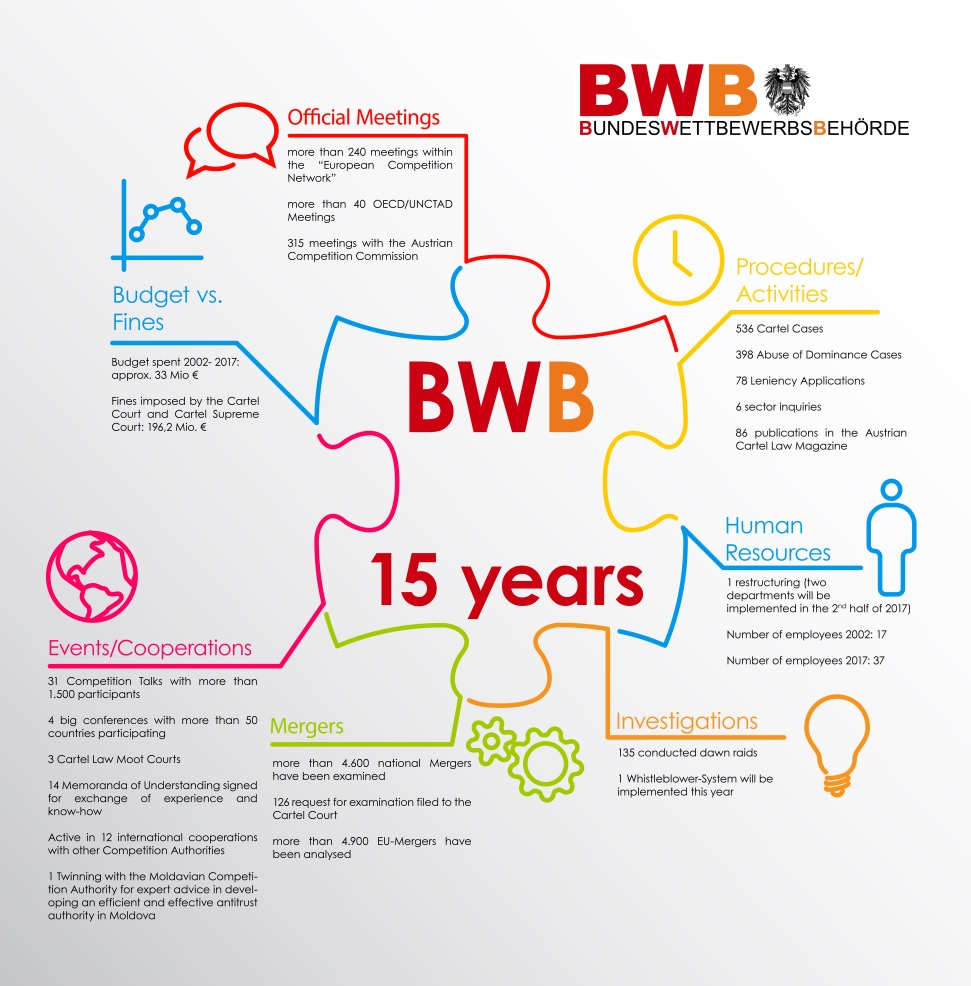 BWB
BUNDESWETTBEWERBSBEHÖRDE
Official Meetings
more than 240 meetings within
the “European Competition
Network”
more than 40 OECD/UNCTAD
Meetings
315 meetings with the Austrian
Competition Commission
Budget vs.
Fines
Budget spent 2002- 2017:
approx. 33 Mio €
Fines imposed by the Cartel
Court and Cartel Supreme
Court: 196,2 Mio. €
Procedures/
Activities
536 Cartel Cases
398 Abuse of Dominance Cases
78 Leniency Applications
6 sector inquiries
86 publications in the Austrian
Cartel Law Magazine
BWB
15 years
Human
Resources
1 restructuring (two
departments will be
implemented in the 2nd half of 2017)
Number of employees 2002: 17
Number of employees 2017: 37
Events/Cooperations
31 Competition Talks with more than
1.500 participants
4 big conferences with more than 50
countries participating
3 Cartel Law Moot Courts
14 Memoranda of Understanding signed
for exchange of experience and
know-how
Active in 12 international cooperations
with other Competition Authorities
1 Twinning with the Moldavian Competi-
tion Authority for expert advice in devel-
oping an efficient and effective antitrust
authority in Moldova
Mergers
more than 4.600 national Mergers
have been examined
126 request for examination filed to the
Cartel Court
more than 4.900 EU-Mergers have
been analysed
Investigations
135 conducted dawn raids
1 Whistleblower-System will be
implemented this year